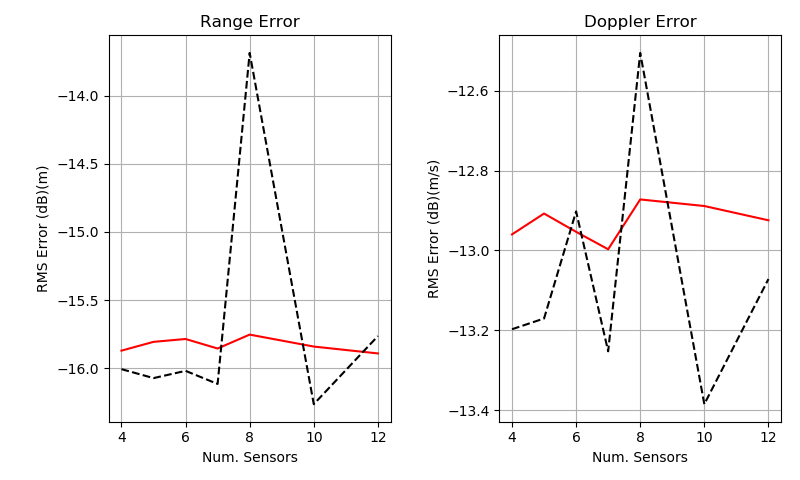 Range Error
−14.0
−14.5
−15.0
−15.5
−16.0
RMS Error (dB)(m)
4 6 8 10 12
Num. Sensors
Doppler Error
−12.6
−12.8
−13.0
−13.2
−13.4
RMS Error (dB)(m/s)
4 6 8 10 12
Num. Sensors